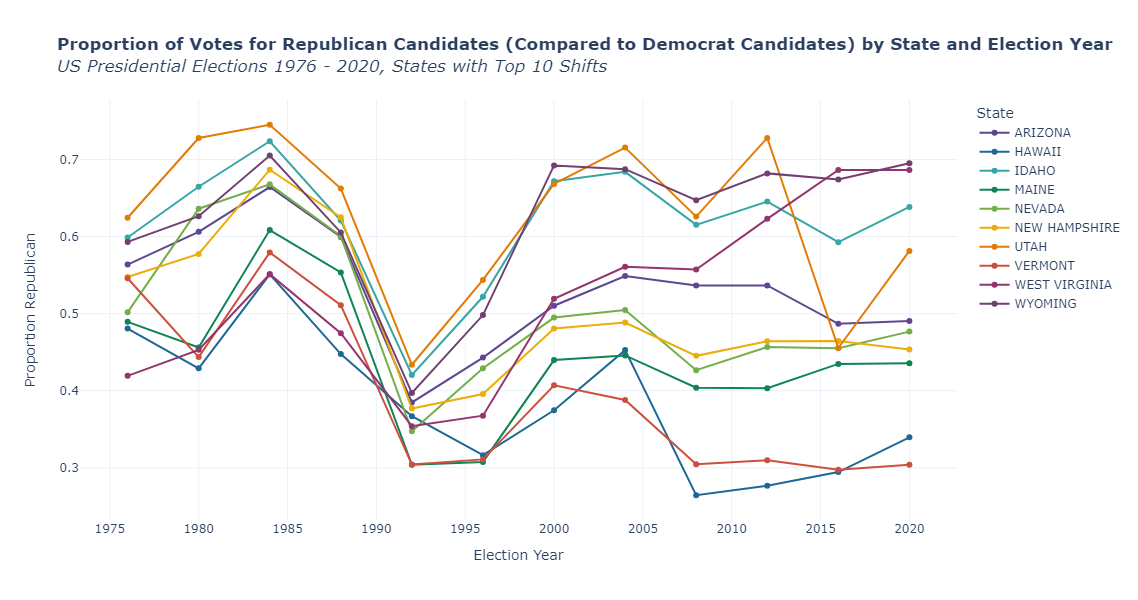 Proportion of Votes for Republican Candidates (Compared to Democrat Candidates) by State and Election Year
US Presidential Elections 1976 - 2020, States with Top 10 Shifts
State
ARIZONA
HAWAII
IDAHO
MAINE
NEVADA
NEW HAMPSHIRE
UTAH
VERMONT
WEST VIRGINIA
WYOMING
Proportion Republican
0.7
0.6
0.5
0.4
0.3
1975 1980 1985 1990 1995 2000 2005 2010 2015 2020
Election Year